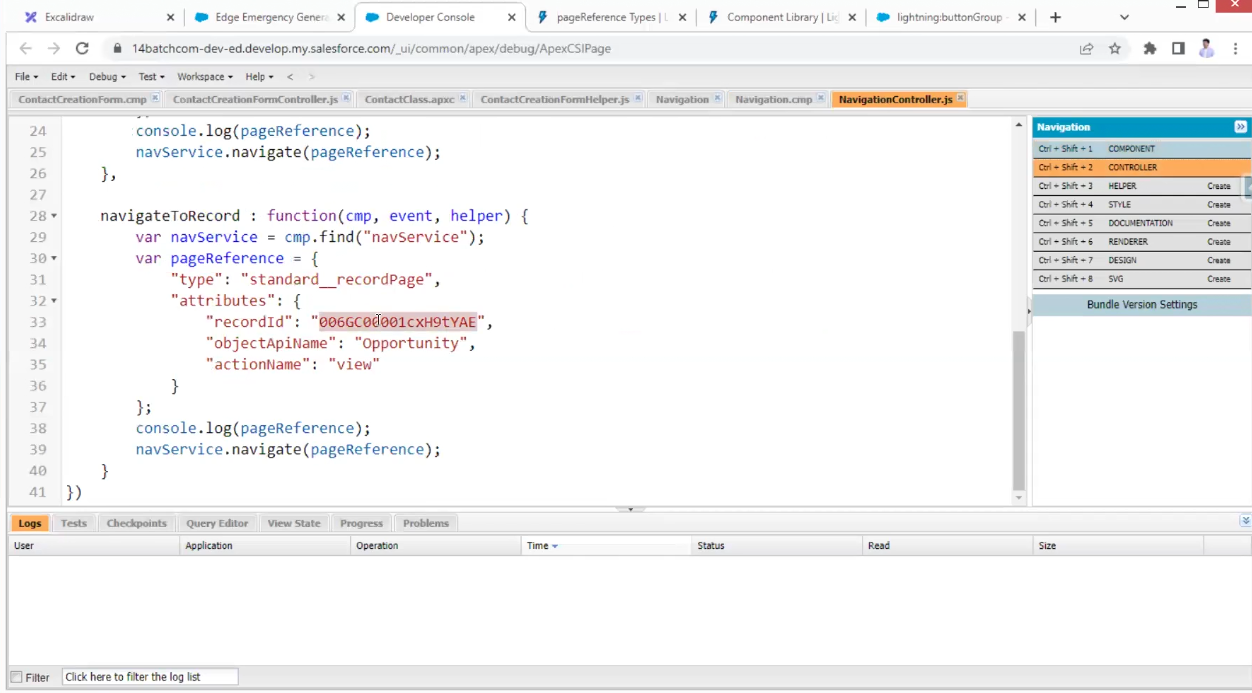 Excalidraw
Edge Emergency Genera
Developer Console
pageReference Types | L
Component Library | Lig
lightning:buttonGroup -
14batchcom-dev-ed.develop.my.salesforce.com/_ui/common/apex/debug/ApexCSIPage
File Edit Debug Test Workspace Help < >
ContactCreationForm.cmp ContactCreationFormController.js ContactClass.apxc ContactCreationFormHelper.js Navigation Navigation.cmp NavigationController.js
24 console.log(pageReference);
25 navService.navigate(pageReference);
26 },
27
28 navigateToRecord : function(cmp, event, helper) {
29 var navService = cmp.find("navService");
30 var pageReference = {
31 "type": "standard__recordPage",
32 "attributes": {
33 "recordId": "006GC00001cxH9tYAE",
34 "objectApiName": "Opportunity",
35 "actionName": "view"
36 }
37 };
38 console.log(pageReference);
39 navService.navigate(pageReference);
40 }
41 })
Navigation
Ctrl + Shift + 1 COMPONENT
Ctrl + Shift + 2 CONTROLLER
Ctrl + Shift + 3 HELPER Create
Ctrl + Shift + 4 STYLE Create
Ctrl + Shift + 5 DOCUMENTATION Create
Ctrl + Shift + 6 RENDERER Create
Ctrl + Shift + 7 DESIGN Create
Ctrl + Shift + 8 SVG Create
Bundle Version Settings
Logs Tests Checkpoints Query Editor View State Progress Problems
User Application Operation Time Status Read Size
Filter Click here to filter the log list